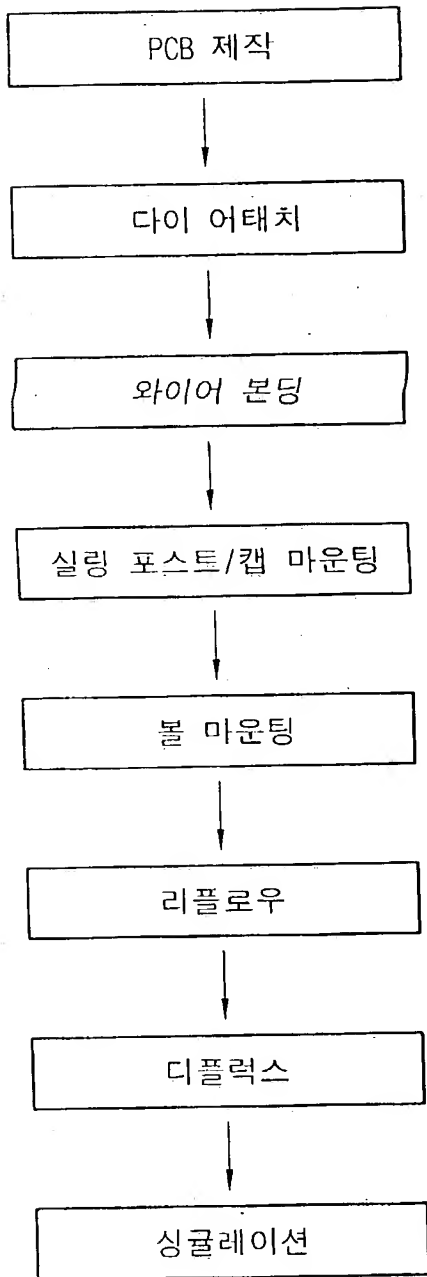 PCB 제작
다이 어태치
와이어 본딩
실링 포스트/캡 마운팅
볼 마운팅
리플로우
디플럭스
싱귤레이션